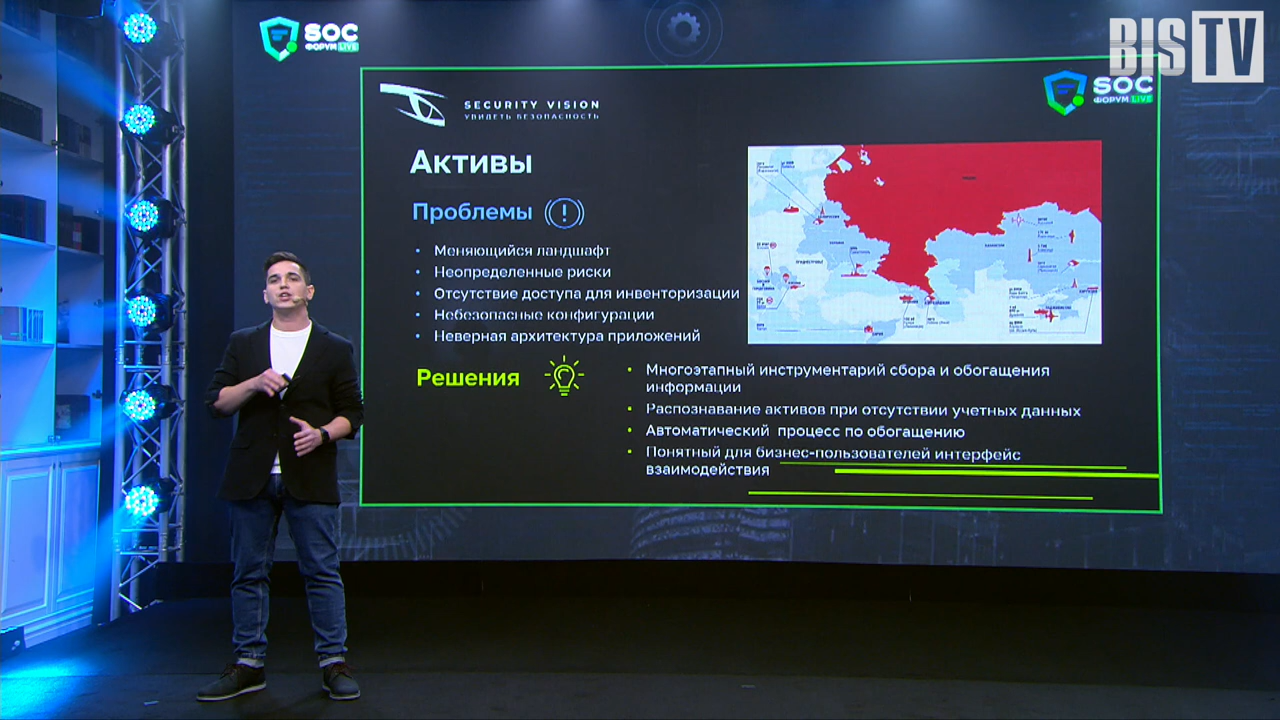 SOC
ФОРУМ LIVE
BIS TV
SECURITY VISION
УВИДЕТЬ БЕЗОПАСНОСТЬ
SOC
ФОРУМ LIVE
Активы
Проблемы
• Меняющийся ландшафт
• Неопределенные риски
• Отсутствие доступа для инвенторизации
• Небезопасные конфигурации
• Неверная архитектура приложений
Решения
• Многоэтапный инструментарий сбора и обогащения
информации
• Распознавание активов при отсутствии учетных данных
• Автоматический процесс по обогащению
• Понятный для бизнес-пользователей интерфейс
взаимодействия